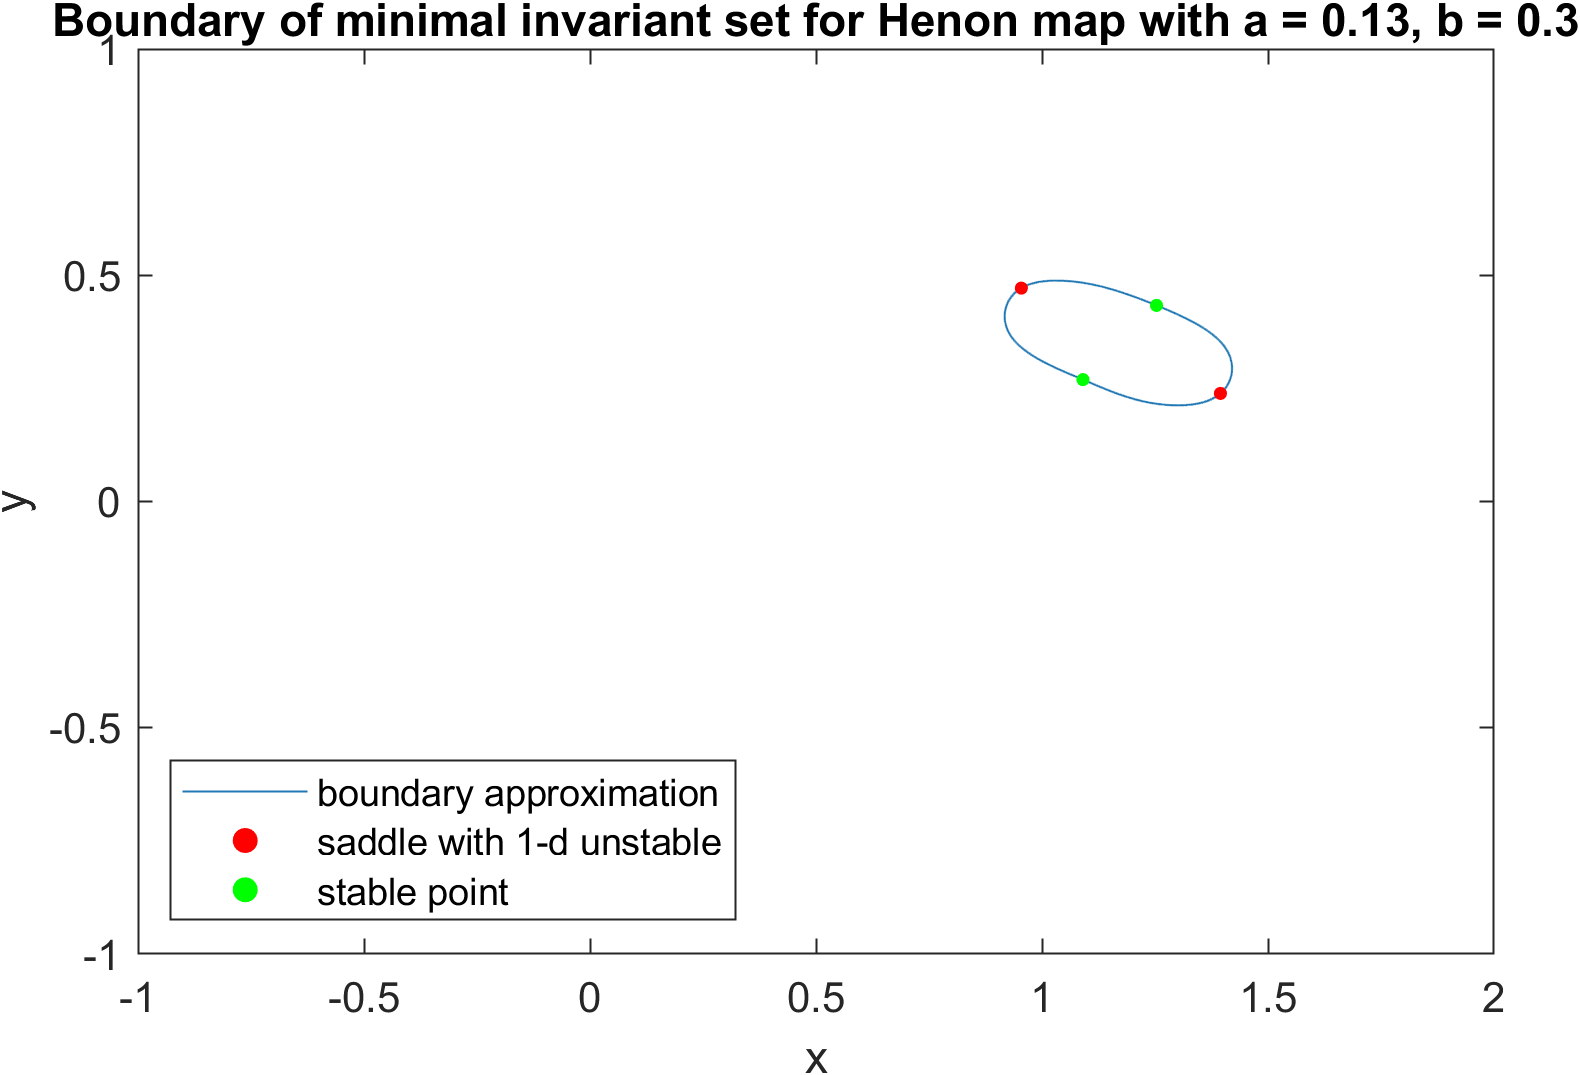 Boundary of minimal invariant set for Henon map with a = 0.13, b = 0.3
1
0.5
0
-0.5
-1
y
boundary approximation
saddle with 1-d unstable
stable point
-1 -0.5 0 0.5 1 1.5 2
x